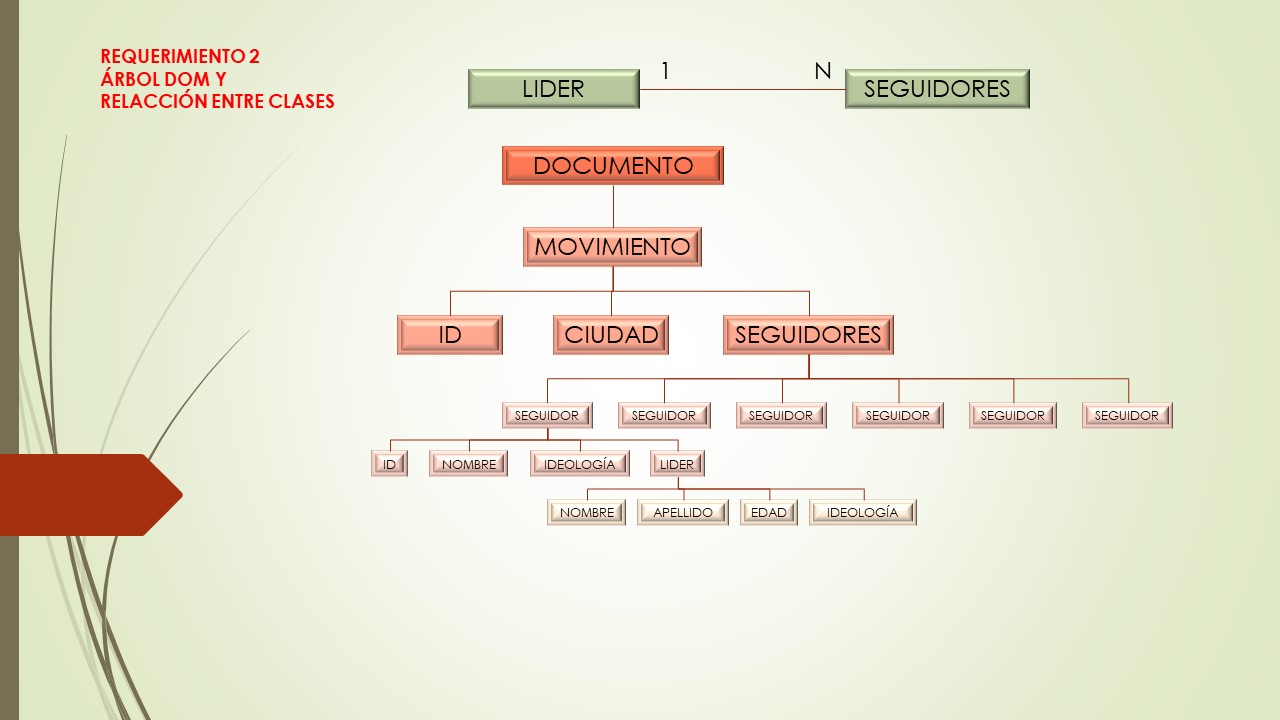 REQUERIMIENTO 2
ÁRBOL DOM Y
RELACCIÓN ENTRE CLASES
LIDER 1 N SEGUIDORES
DOCUMENTO
MOVIMIENTO
ID CIUDAD SEGUIDORES
SEGUIDOR SEGUIDOR SEGUIDOR SEGUIDOR SEGUIDOR SEGUIDOR
ID NOMBRE IDEOLOGÍA LIDER
NOMBRE APELLIDO EDAD IDEOLOGÍA